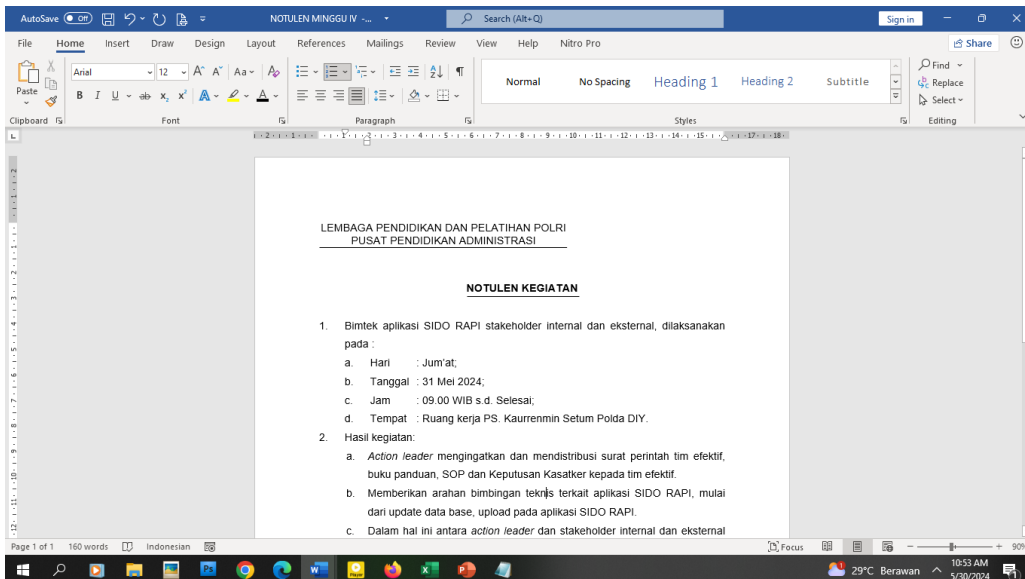 AutoSave Off NOTULEN MINGGU IV -... Search (Alt+Q) Sign in
File Home Insert Draw Design Layout References Mailings Review View Help Nitro Pro Share
Paste Arial 12 A^ A˅ Aa A Find
Normal No Spacing Heading 1 Heading 2 Subtitle Replace
B I U ab x₂ x² A A Select
Clipboard Font Paragraph Styles Editing
LEMBAGA PENDIDIKAN DAN PELATIHAN POLRI
PUSAT PENDIDIKAN ADMINISTRASI
NOTULEN KEGIATAN
1. Bimtek aplikasi SIDO RAPI stakeholder internal dan eksternal, dilaksanakan
pada :
a. Hari : Jum'at;
b. Tanggal : 31 Mei 2024;
c. Jam : 09.00 WIB s.d. Selesai;
d. Tempat : Ruang kerja PS. Kaurrenmin Setum Polda DIY.
2. Hasil kegiatan:
a. Action leader mengingatkan dan mendistribusi surat perintah tim efektif,
buku panduan, SOP dan Keputusan Kasatker kepada tim efektif.
b. Memberikan arahan bimbingan teknis terkait aplikasi SIDO RAPI, mulai
dari update data base, upload pada aplikasi SIDO RAPI.
c. Dalam hal ini antara action leader dan stakeholder internal dan eksternal
Page 1 of 1 160 words Indonesian Focus 90%
29°C Berawan 10:53 AM
5/30/2024